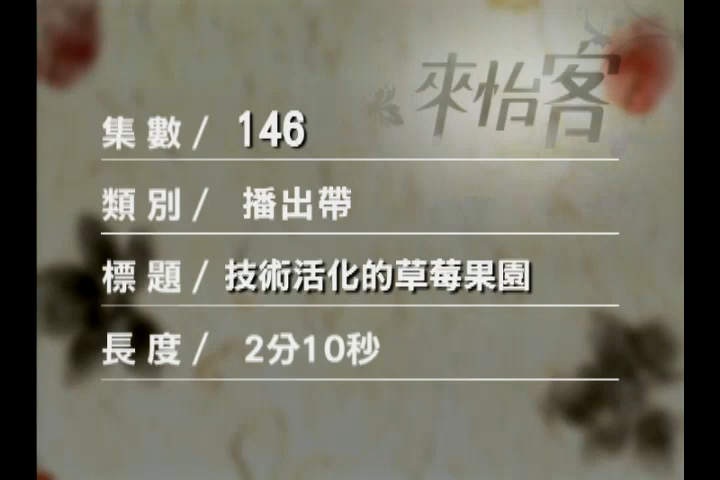 來怡客
集數/ 146
類別/ 播出帶
標題/ 技術活化的草莓果園
長度/ 2分10秒